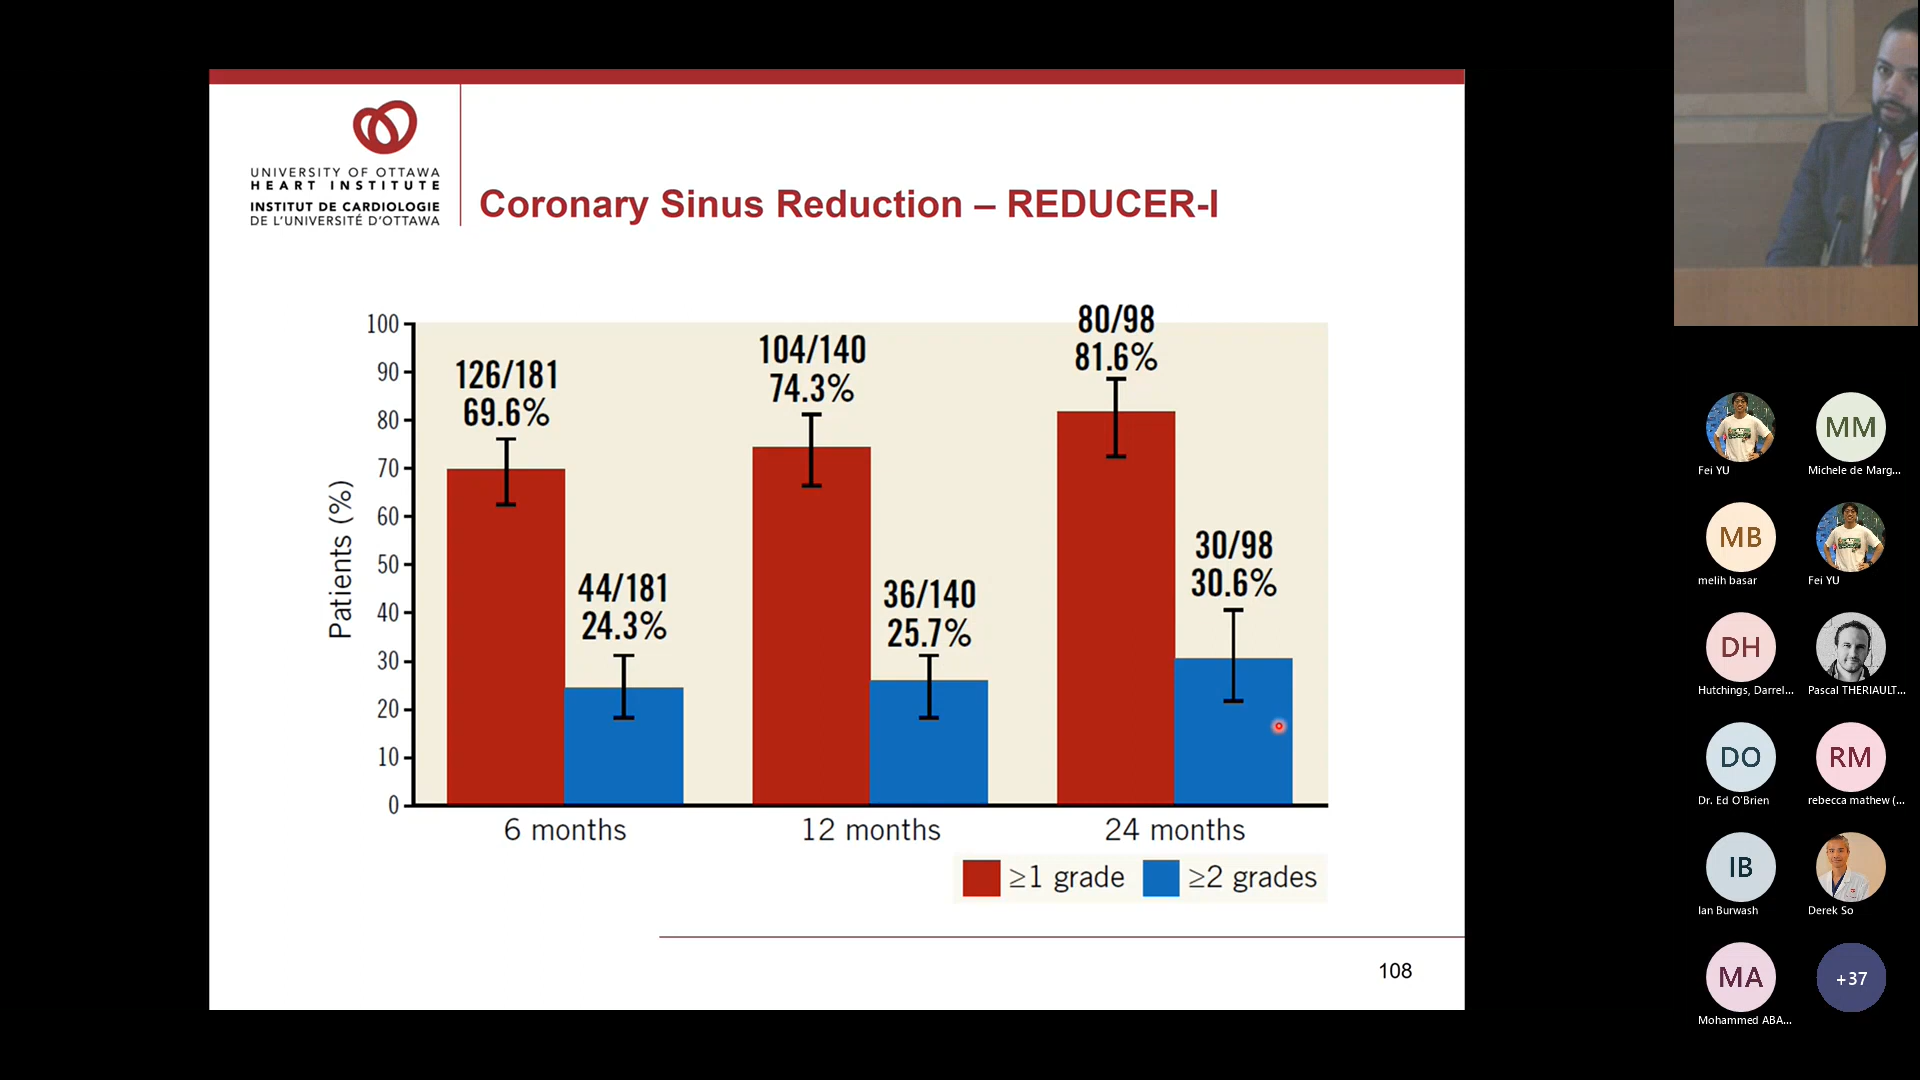 UNIVERSITY OF OTTAWA
HEART INSTITUTE
INSTITUT DE CARDIOLOGIE
DE L'UNIVERSITÉ D'OTTAWA
Coronary Sinus Reduction – REDUCER-I
Patients (%)
100
90
80
70
60
50
40
30
20
10
0
126/181
69.6%
44/181
24.3%
104/140
74.3%
36/140
25.7%
80/98
81.6%
30/98
30.6%
6 months
12 months
24 months
≥1 grade
≥2 grades
108
Fei YU
MM
Michele de Marg...
MB
melih basar
Fei YU
DH
Hutchings, Darrel...
Pascal THERIAULT...
DO
Dr. Ed O'Brien
RM
rebecca mathew (...
IB
Ian Burwash
Derek So
MA
Mohammed ABA...
+37